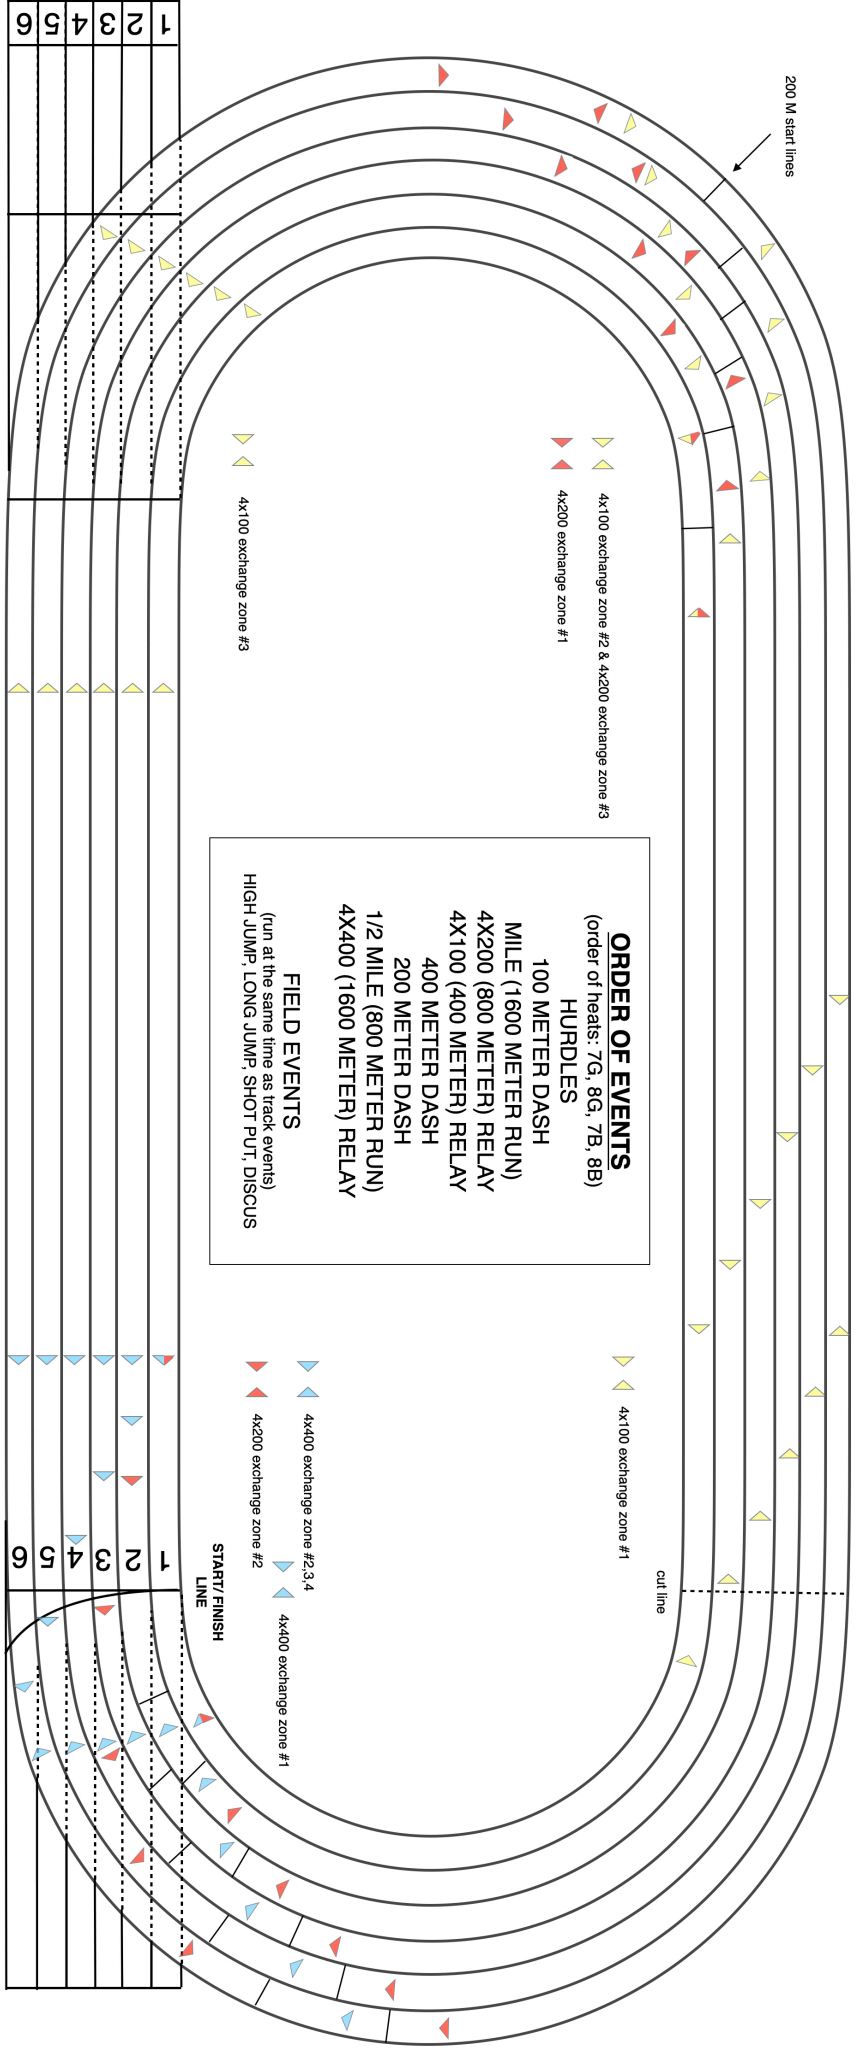 6 5 4 3 2 1
200 M start lines
4x100 exchange zone #3
4x200 exchange zone #1
4x100 exchange zone #2 & 4x200 exchange zone #3
ORDER OF EVENTS
(order of heats: 7G, 8G, 7B, 8B)
HURDLES
100 METER DASH
MILE (1600 METER RUN)
4X200 (800 METER) RELAY
4X100 (400 METER) RELAY
400 METER DASH
200 METER DASH
1/2 MILE (800 METER RUN)
4X400 (1600 METER) RELAY
FIELD EVENTS
(run at the same time as track events)
HIGH JUMP, LONG JUMP, SHOT PUT, DISCUS
4x100 exchange zone #1
4x400 exchange zone #2,3,4
4x200 exchange zone #2
4x400 exchange zone #1
cut line
START/ FINISH
LINE
6 5 4 3 2 1